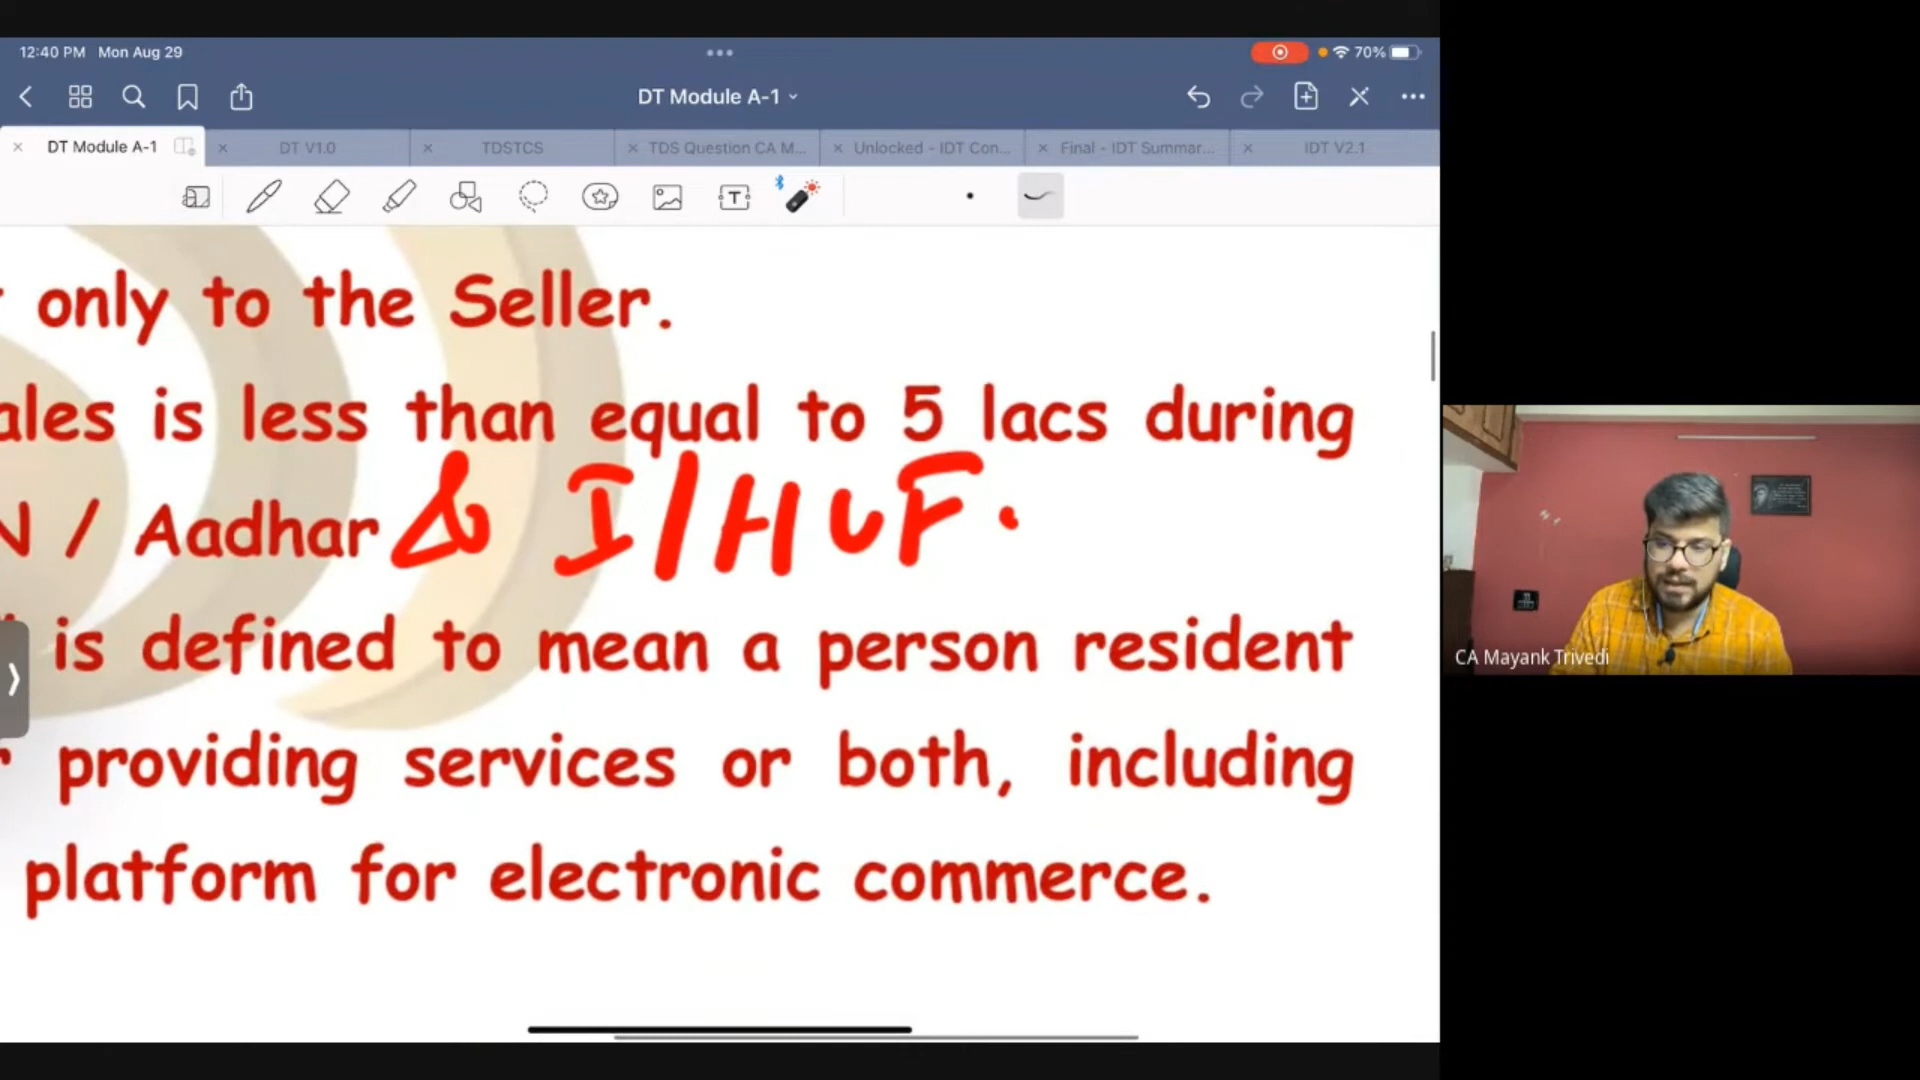 12:40 PM Mon Aug 29
70%
DT Module A-1
DT Module A-1
DT V1.0
TDSTCS
TDS Question CA M...
Unlocked - IDT Con...
Final - IDT Summar...
IDT V2.1
only to the Seller.
ales is less than equal to 5 lacs during
N / Aadhar & I/HUF.
is defined to mean a person resident
r providing services or both, including
platform for electronic commerce.
CA Mayank Trivedi